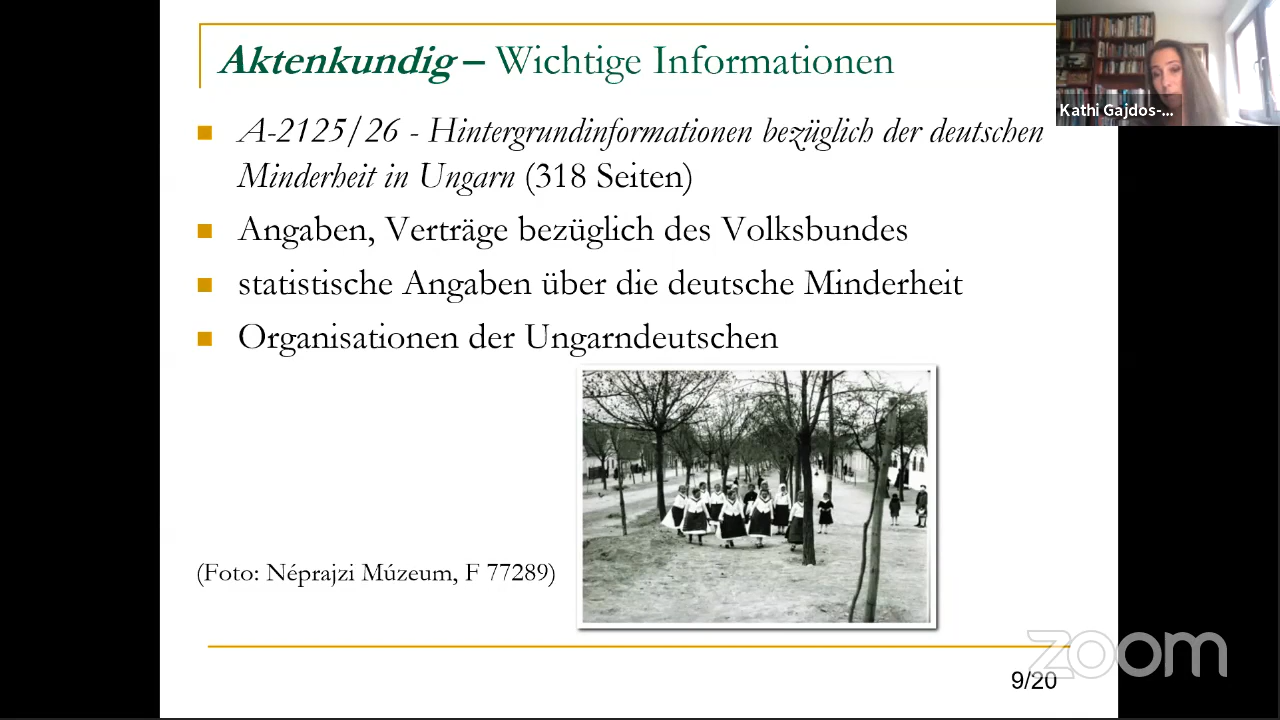 Aktenkundig – Wichtige Informationen
A-2125/26 - Hintergrundinformationen bezüglich der deutschen
Minderheit in Ungarn (318 Seiten)
Angaben, Verträge bezüglich des Volksbundes
statistische Angaben über die deutsche Minderheit
Organisationen der Ungarndeutschen
(Foto: Néprajzi Múzeum, F 77289)
9/20
Kathi Gajdos-...
zoom